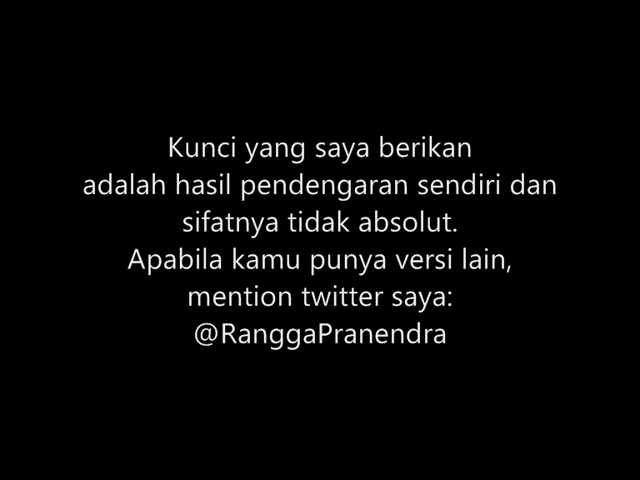 Kunci yang saya berikan
adalah hasil pendengaran sendiri dan
sifatnya tidak absolut.
Apabila kamu punya versi lain,
mention twitter saya:
@RanggaPranendra